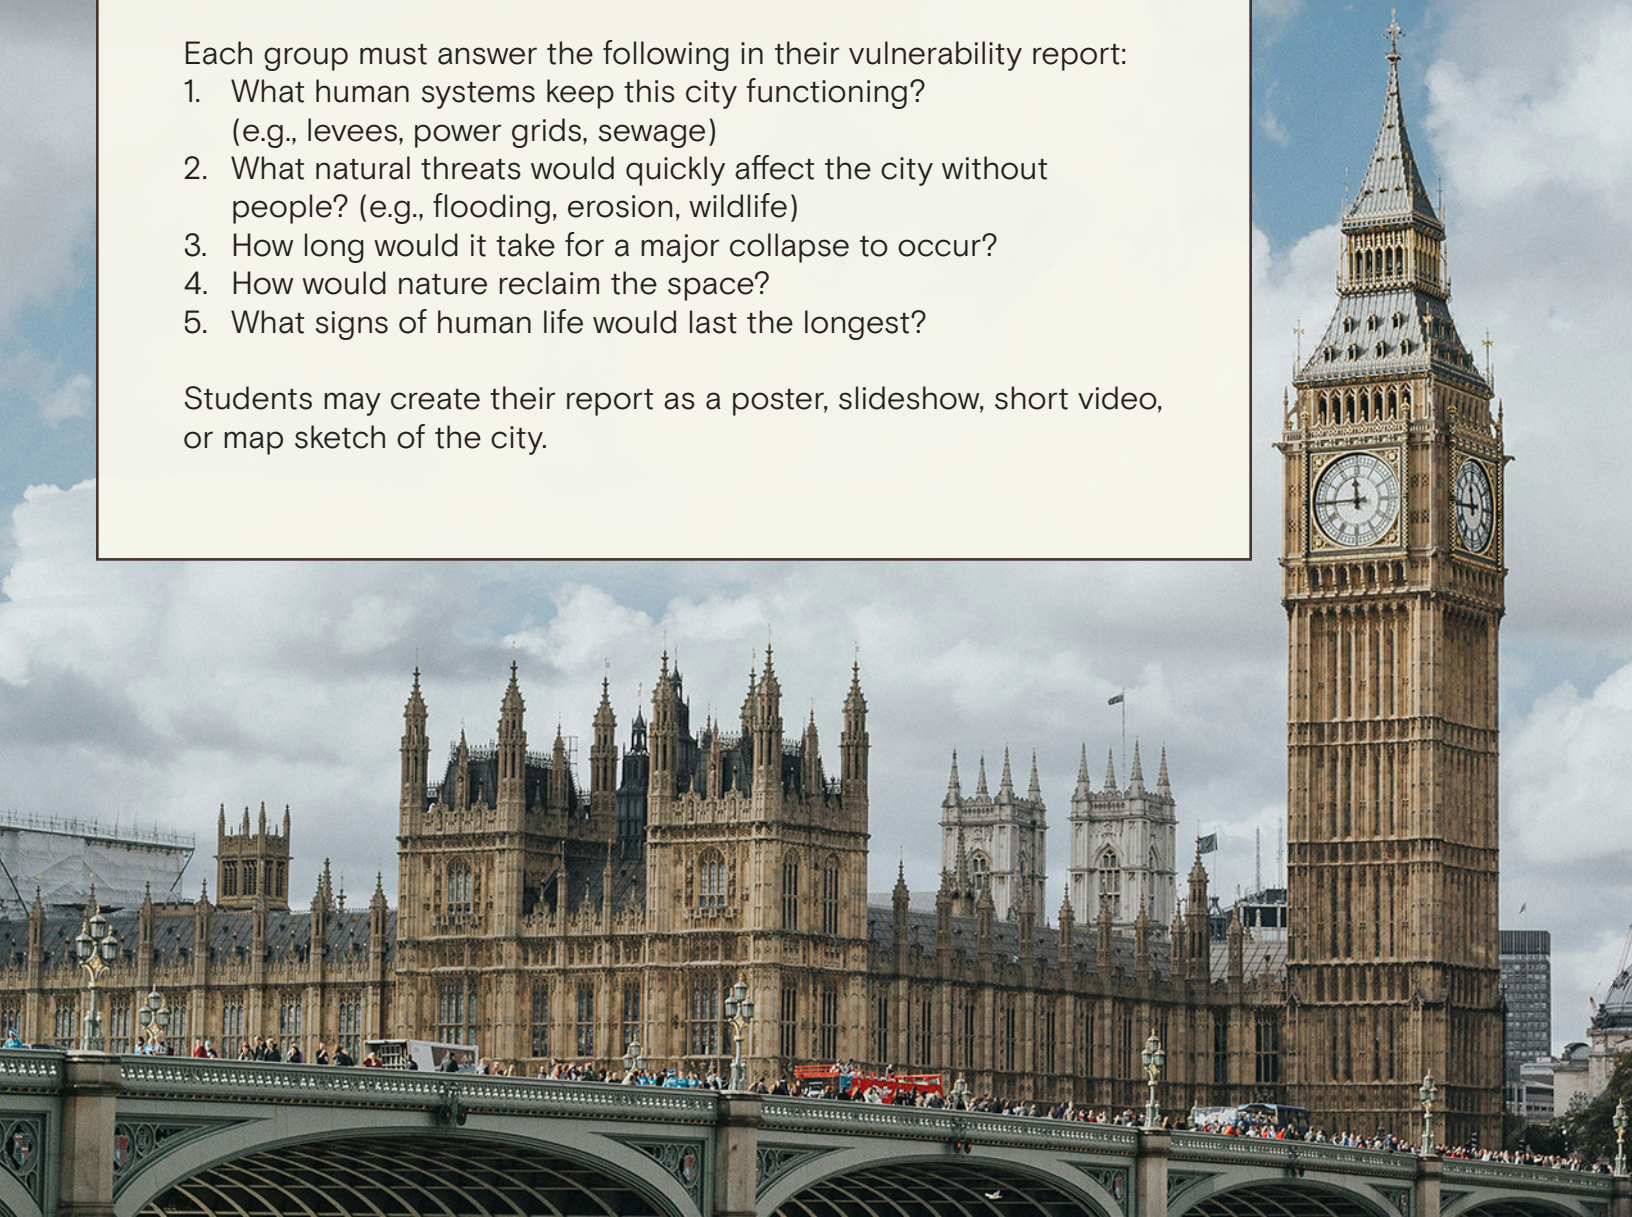 Each group must answer the following in their vulnerability report:
1. What human systems keep this city functioning?
(e.g., levees, power grids, sewage)
2. What natural threats would quickly affect the city without
people? (e.g., flooding, erosion, wildlife)
3. How long would it take for a major collapse to occur?
4. How would nature reclaim the space?
5. What signs of human life would last the longest?
Students may create their report as a poster, slideshow, short video,
or map sketch of the city.